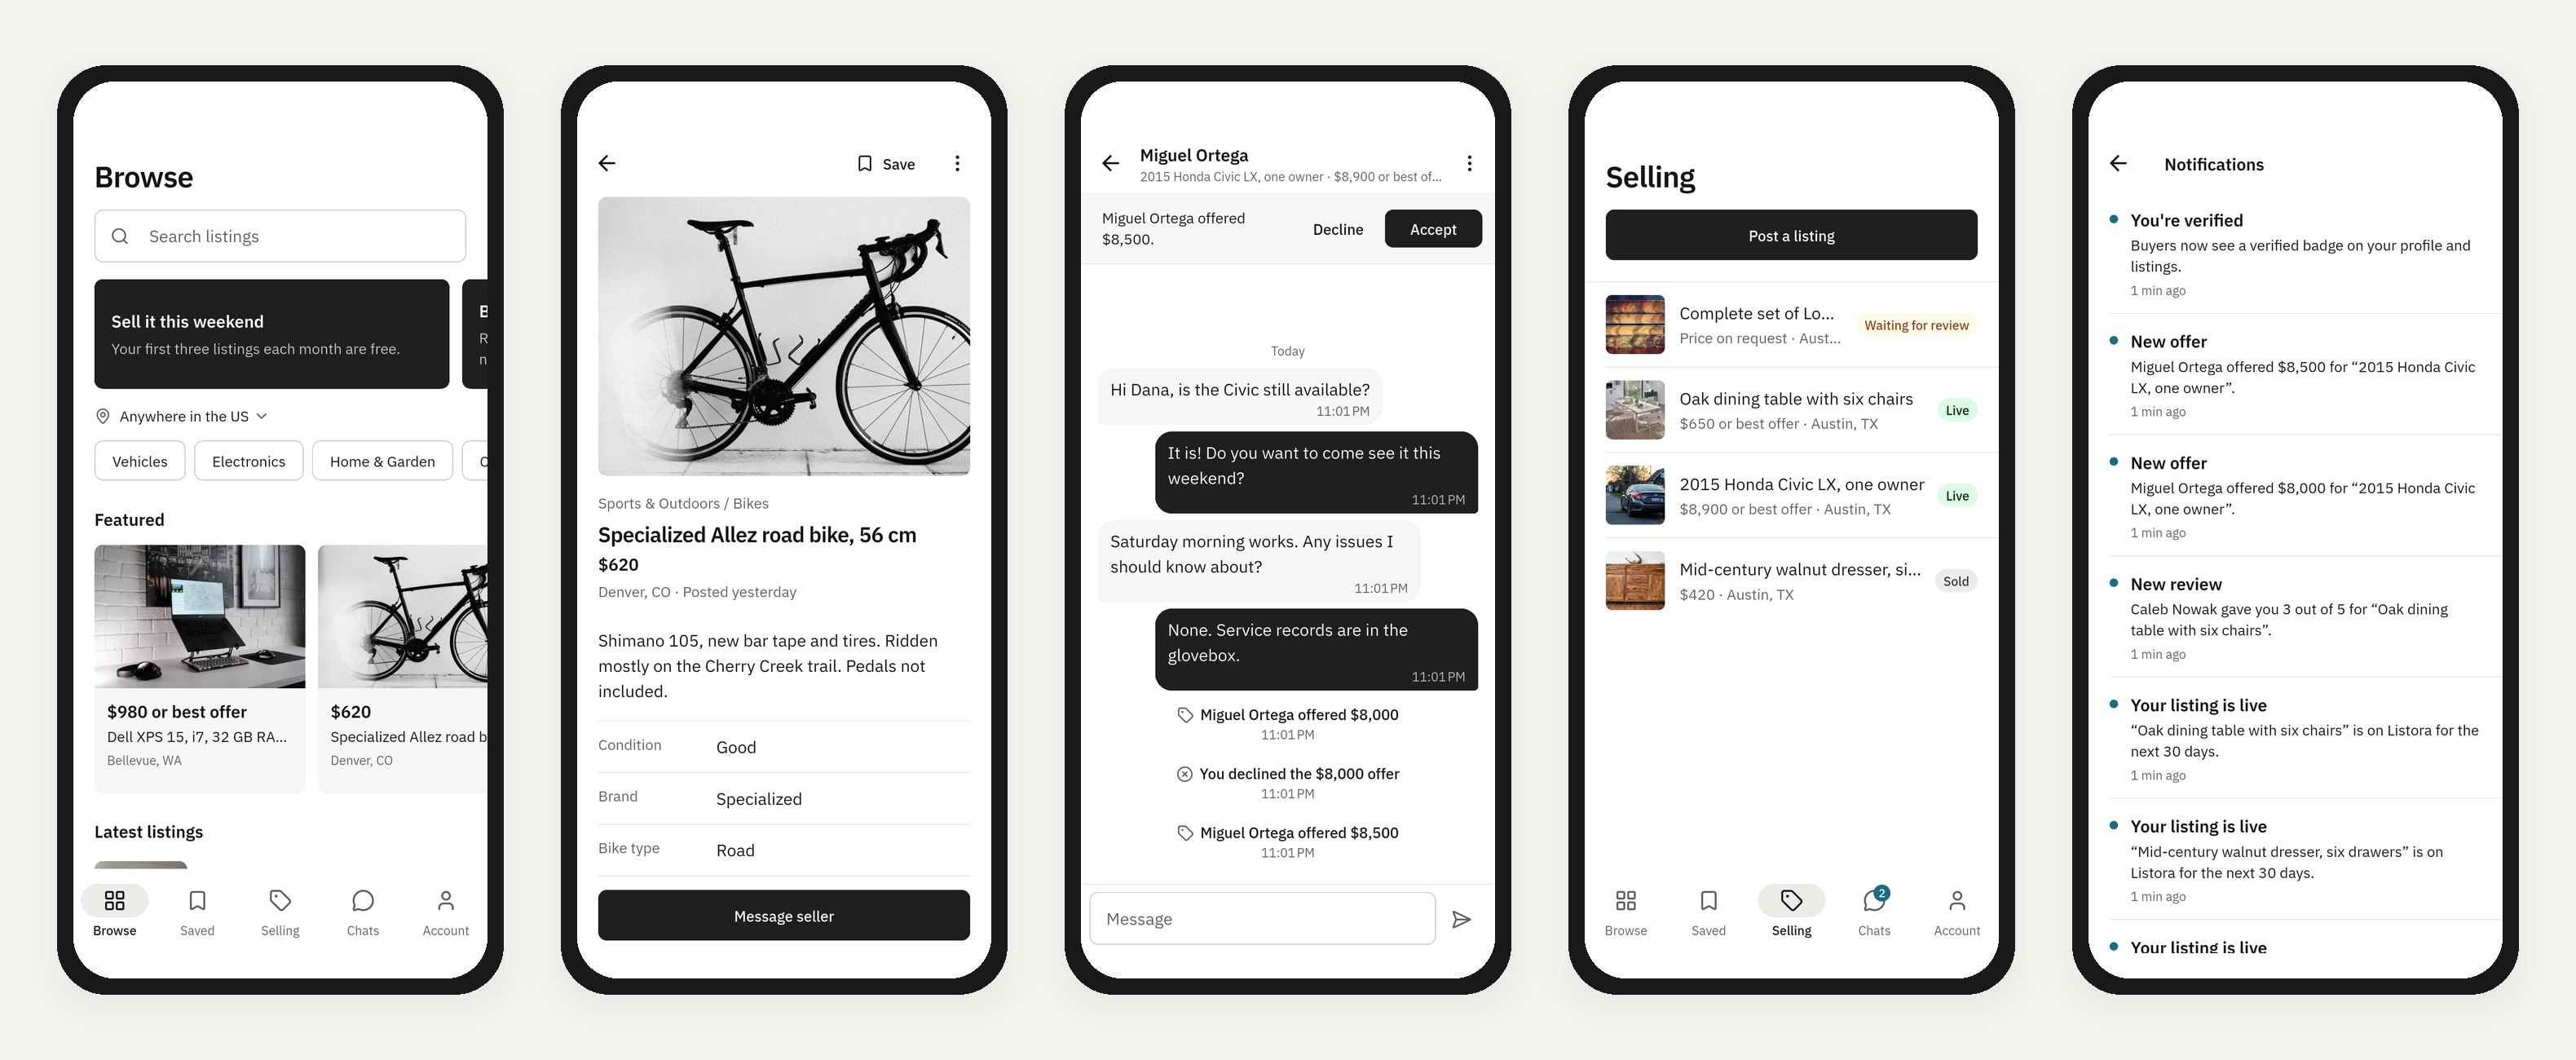 Browse
Search listings
Sell it this weekend
Your first three listings each month are free.
B
R
n
Anywhere in the US
Vehicles
Electronics
Home & Garden
Featured
$980 or best offer
Dell XPS 15, i7, 32 GB RA...
Bellevue, WA
$620
Specialized Allez road b
Denver, CO
Latest listings
Browse
Saved
Selling
Chats
Account
Save
Sports & Outdoors / Bikes
Specialized Allez road bike, 56 cm
$620
Denver, CO · Posted yesterday
Shimano 105, new bar tape and tires. Ridden
mostly on the Cherry Creek trail. Pedals not
included.
Condition
Good
Brand
Specialized
Bike type
Road
Message seller
Miguel Ortega
2015 Honda Civic LX, one owner · $8,900 or best of...
Miguel Ortega offered
$8,500.
Decline
Accept
Today
Hi Dana, is the Civic still available?
11:01 PM
It is! Do you want to come see it this
weekend?
11:01 PM
Saturday morning works. Any issues I
should know about?
11:01 PM
None. Service records are in the
glovebox.
11:01 PM
Miguel Ortega offered $8,000
11:01 PM
You declined the $8,000 offer
11:01 PM
Miguel Ortega offered $8,500
11:01 PM
Message
Selling
Post a listing
Complete set of Lo...
Price on request · Aust...
Waiting for review
Oak dining table with six chairs
$650 or best offer · Austin, TX
Live
2015 Honda Civic LX, one owner
$8,900 or best offer · Austin, TX
Live
Mid-century walnut dresser, si...
$420 · Austin, TX
Sold
Browse
Saved
Selling
2
Chats
Account
Notifications
You're verified
Buyers now see a verified badge on your profile and
listings.
1 min ago
New offer
Miguel Ortega offered $8,500 for “2015 Honda Civic
LX, one owner”.
1 min ago
New offer
Miguel Ortega offered $8,000 for “2015 Honda Civic
LX, one owner”.
1 min ago
New review
Caleb Nowak gave you 3 out of 5 for “Oak dining
table with six chairs”.
1 min ago
Your listing is live
“Oak dining table with six chairs” is on Listora for the
next 30 days.
1 min ago
Your listing is live
“Mid-century walnut dresser, six drawers” is on
Listora for the next 30 days.
1 min ago
Your listing is live